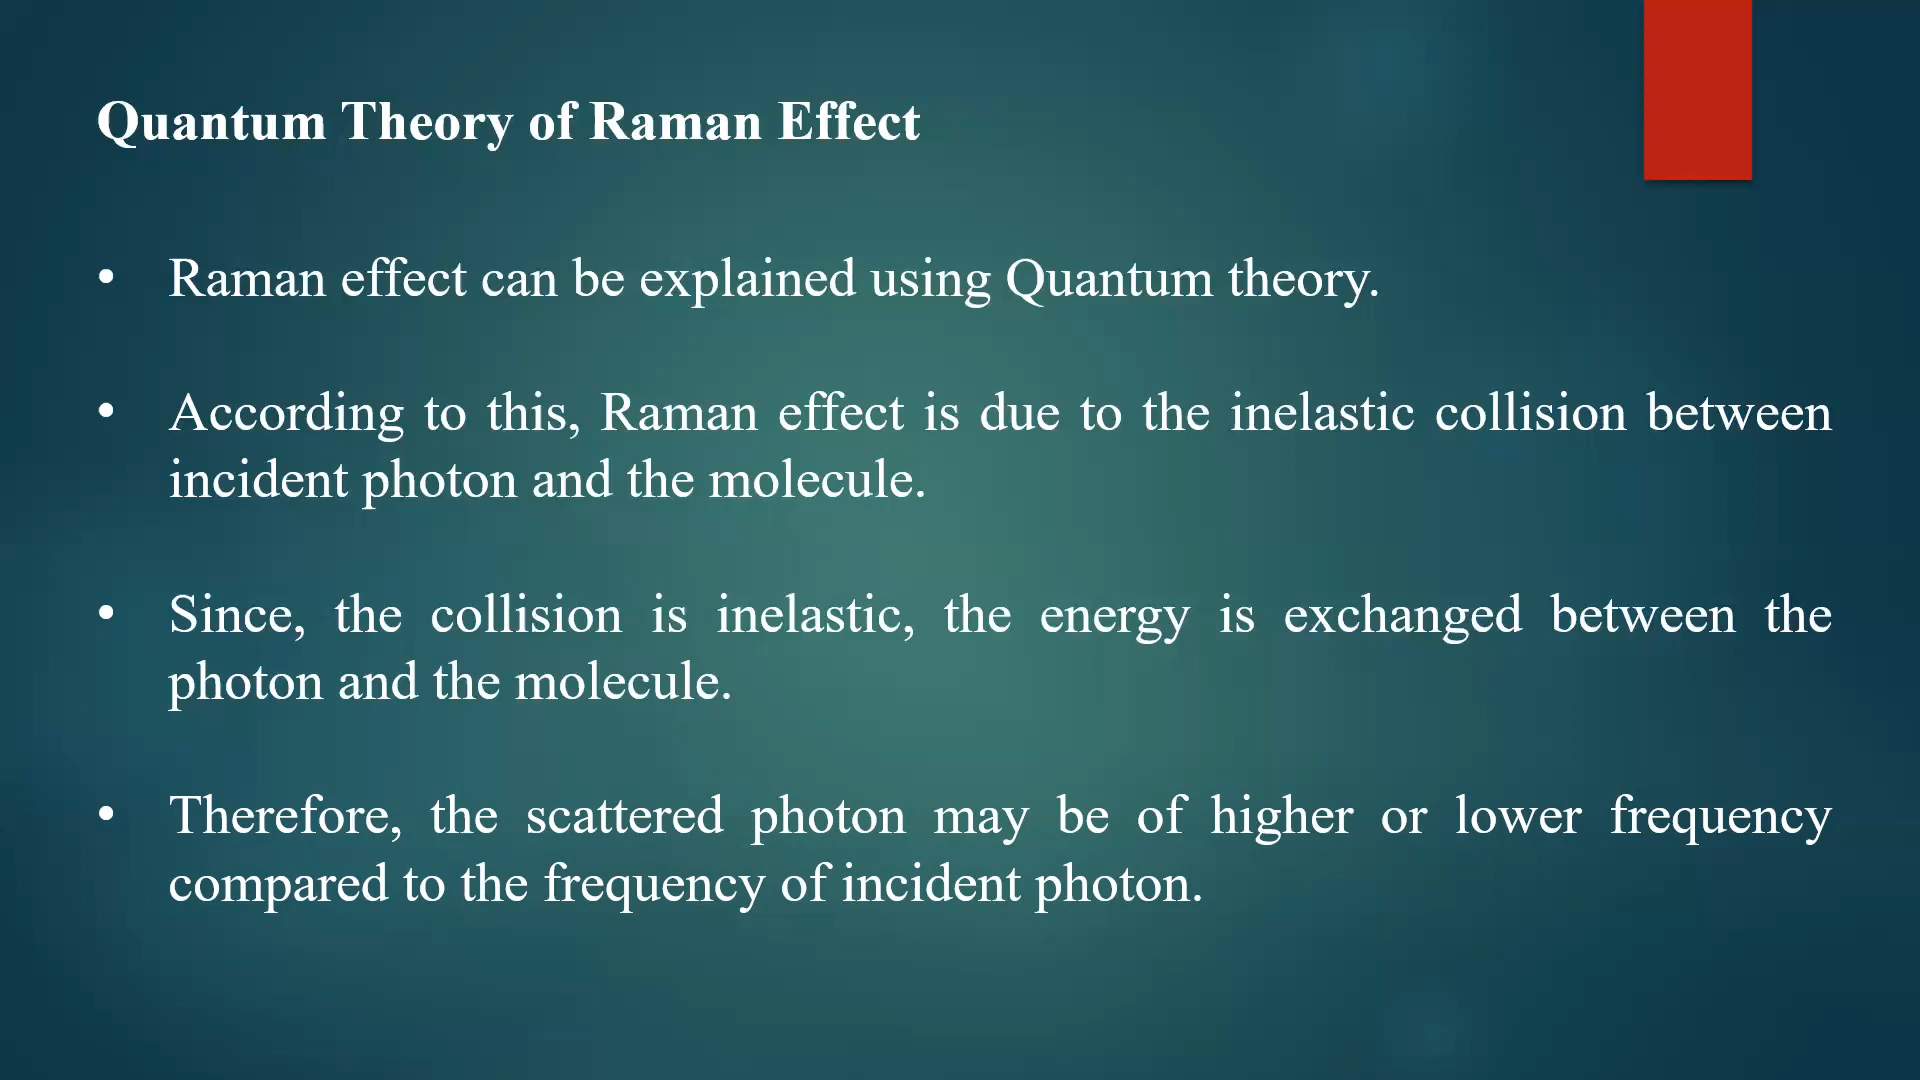 Quantum Theory of Raman Effect
• Raman effect can be explained using Quantum theory.
• According to this, Raman effect is due to the inelastic collision between
incident photon and the molecule.
• Since, the collision is inelastic, the energy is exchanged between the
photon and the molecule.
• Therefore, the scattered photon may be of higher or lower frequency
compared to the frequency of incident photon.